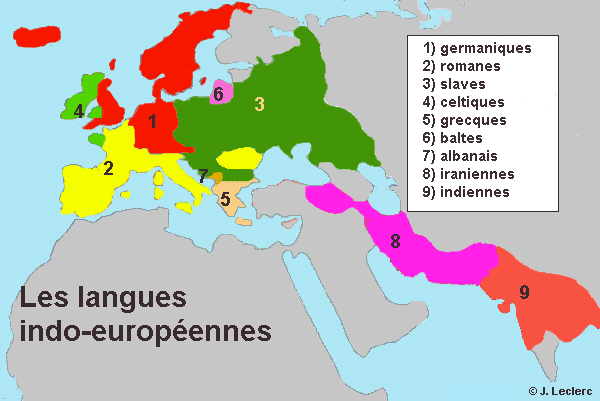 1) germaniques
2) romanes
3) slaves
4) celtiques
5) grecques
6) baltes
7) albanais
8) iraniennes
9) indiennes
6
3
4
1
2
7
5
8
9
Les langues
indo-européennes
© J. Leclerc